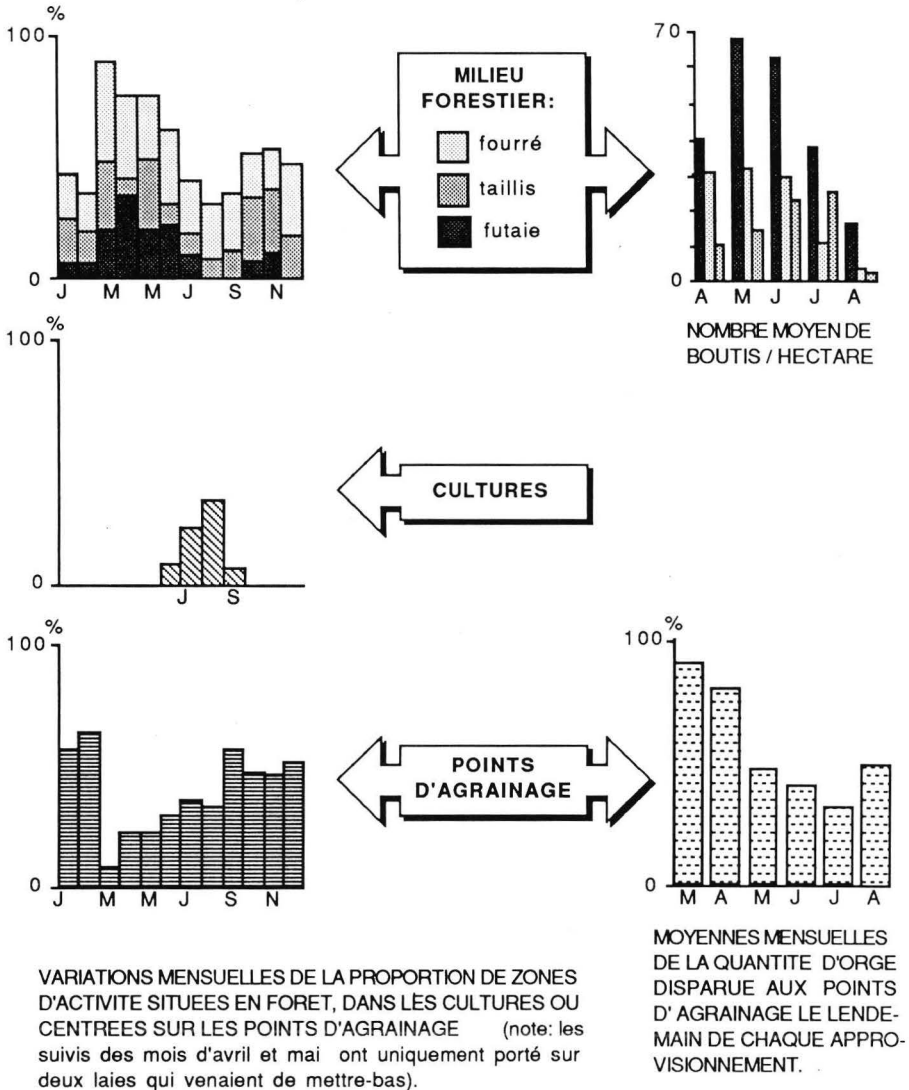 %
100
0
J M M J S N
MILIEU
FORESTIER:
fourré
taillis
futaie
70
0
A M J J A
NOMBRE MOYEN DE
BOUTIS / HECTARE
%
100
0
J S
CULTURES
%
100
0
J M M J S N
POINTS
D'AGRAINAGE
%
100
0
M A M J J A
VARIATIONS MENSUELLES DE LA PROPORTION DE ZONES
D'ACTIVITE SITUEES EN FORET, DANS LES CULTURES OU
CENTREES SUR LES POINTS D'AGRAINAGE (note: les
suivis des mois d'avril et mai ont uniquement porté sur
deux laies qui venaient de mettre-bas).
MOYENNES MENSUELLES
DE LA QUANTITE D'ORGE
DISPARUE AUX POINTS
D' AGRAINAGE LE LENDE-
MAIN DE CHAQUE APPRO-
VISIONNEMENT.